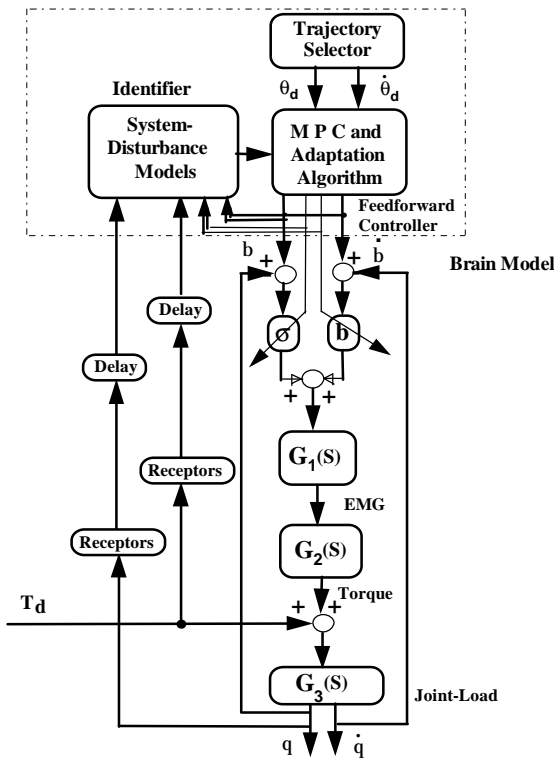 Trajectory
Selector
Identifier
θd
θ̇d
System-
Disturbance
Models
M P C and
Adaptation
Algorithm
Feedforward
Controller
b
+
+
ḃ
Brain Model
Delay
σ
b
Delay
+
+
G1(S)
Receptors
EMG
Receptors
G2(S)
Torque
Td
+
+
G3(S)
Joint-Load
q
q̇